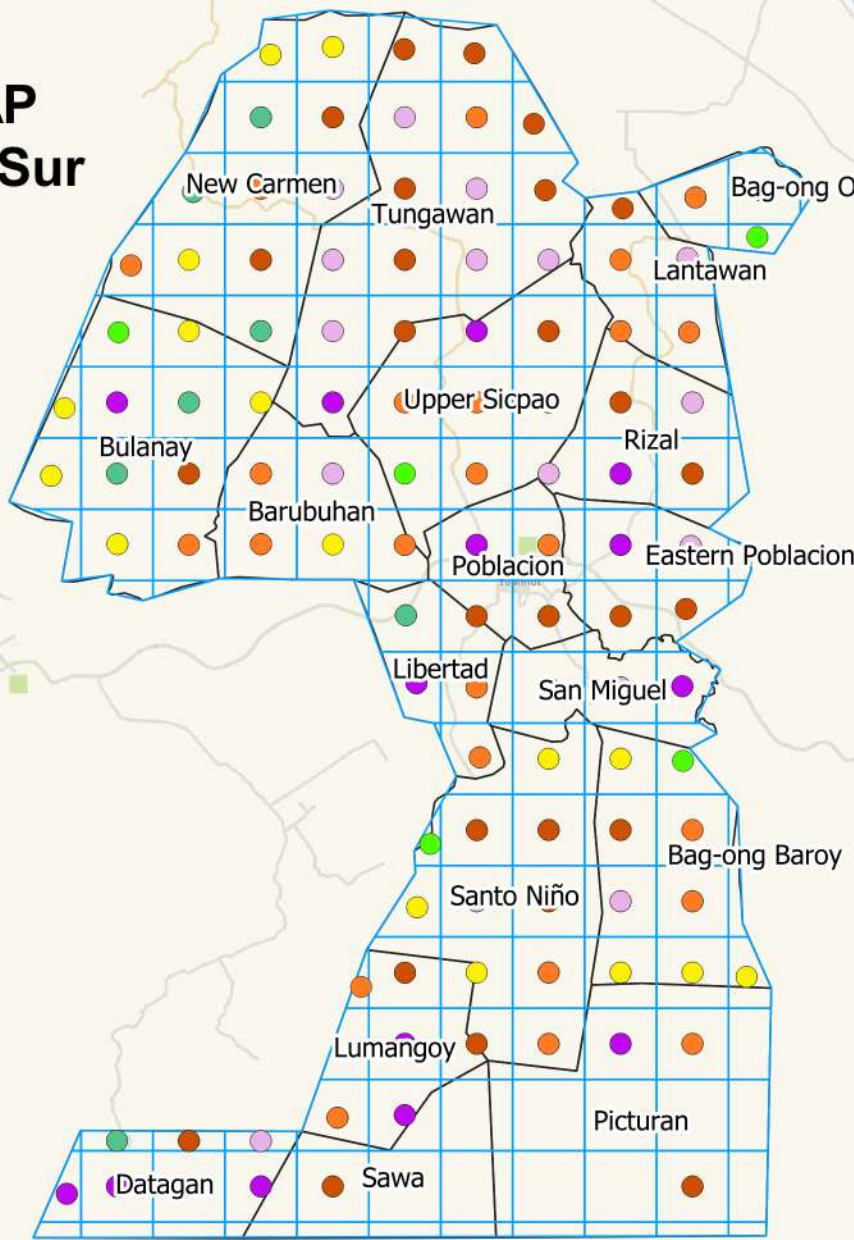 AP
Sur
New Carmen
Bag-ong O
Tungawan
Lantawan
Upper Sicpao
Rizal
Bulanay
Barubuhan
Eastern Poblacion
Poblacion
Libertad
San Miguel
Bag-ong Baroy
Santo Niño
Lumangoy
Picturan
Sawa
Datagan